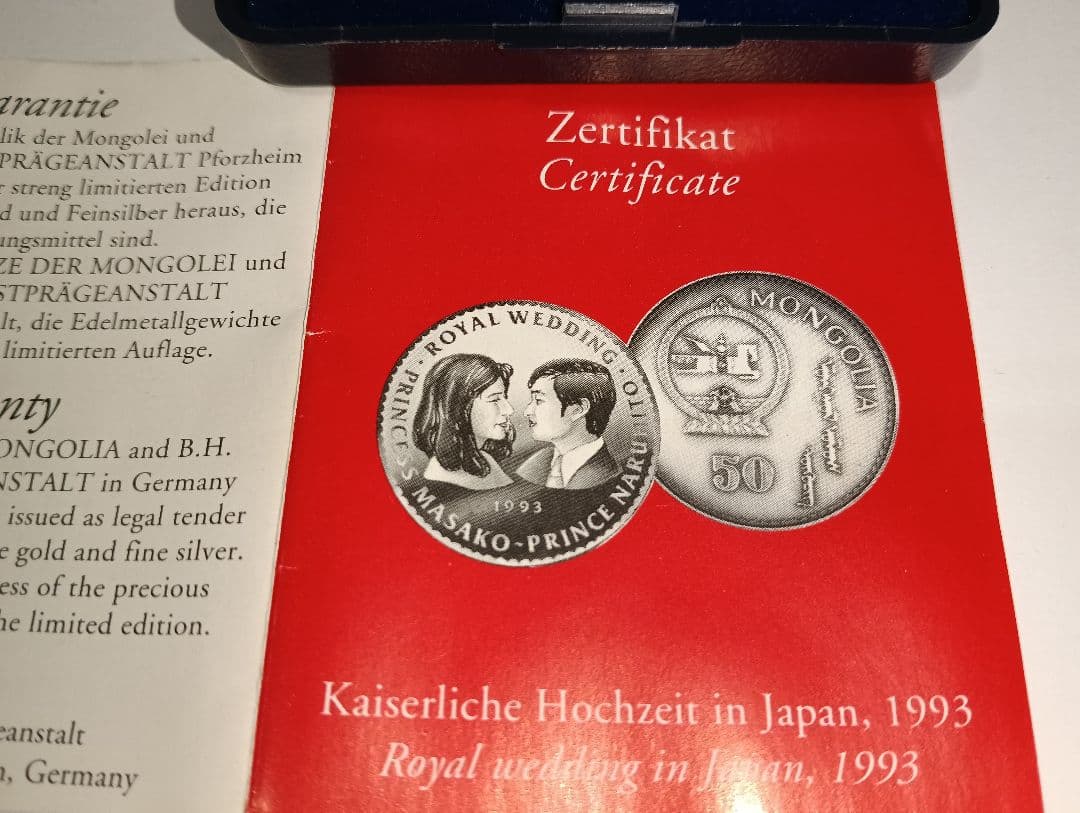 arantie
lik der Mongolei und
PRÄGEANSTALT Pforzheim
r streng limitierten Edition
d und Feinsilber heraus, die
ungsmittel sind.
ZE DER MONGOLEI und
STPRÄGEANSTALT
lt, die Edelmetallgewichte
limitierten Auflage.
nty
ONGOLIA and B.H.
NSTALT in Germany
issued as legal tender
e gold and fine silver.
ess of the precious
he limited edition.
eanstalt
n, Germany
Zertifikat
Certificate
· ROYAL WEDDING ·
PRINCESS MASAKO - PRINCE NARUHITO
1993
MONGOLIA
50
Kaiserliche Hochzeit in Japan, 1993
Royal wedding in Japan, 1993